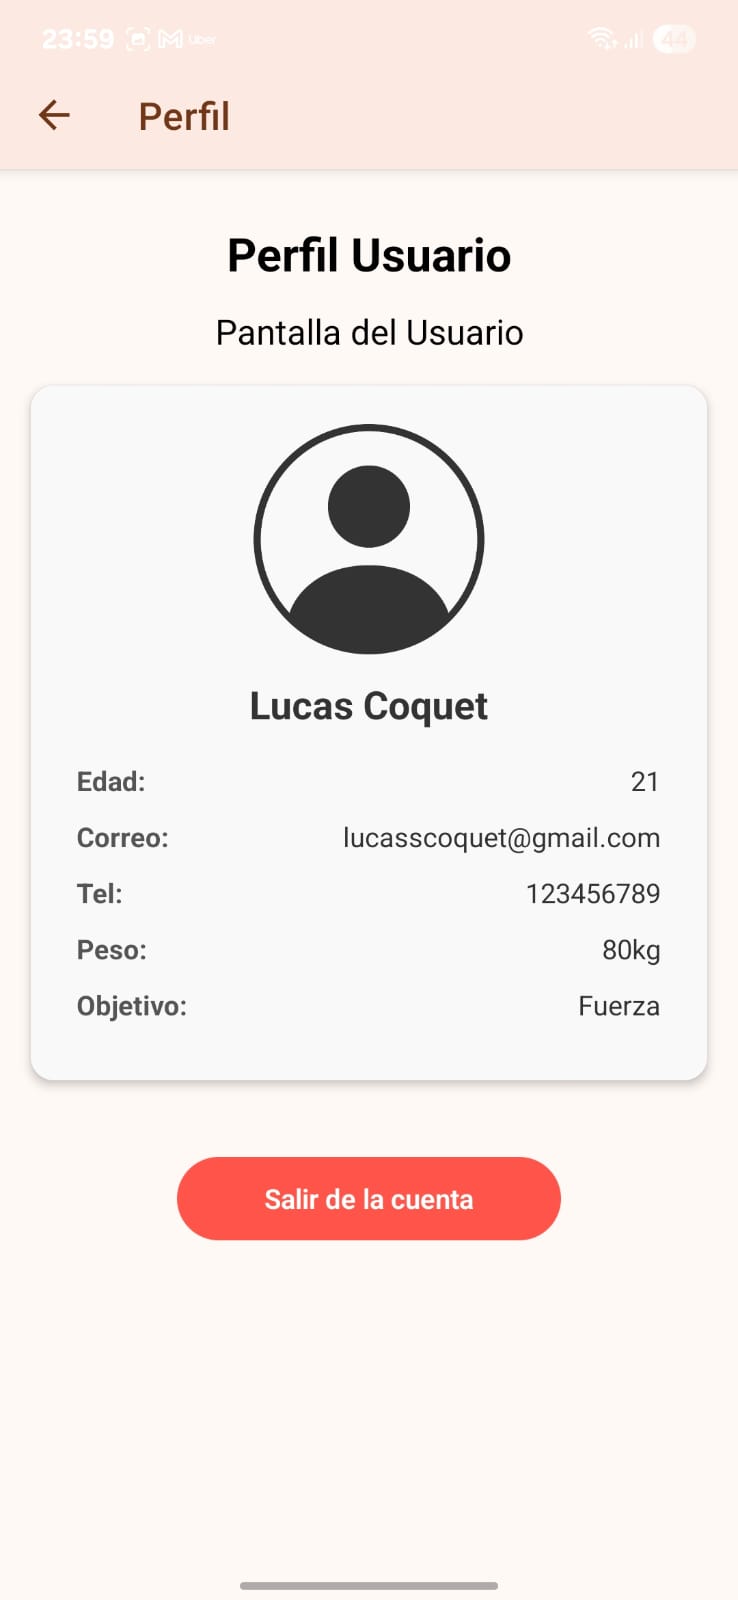 23:59 Uber 44
Perfil
Perfil Usuario
Pantalla del Usuario
Lucas Coquet
Edad: 21
Correo: lucasscoquet@gmail.com
Tel: 123456789
Peso: 80kg
Objetivo: Fuerza
Salir de la cuenta